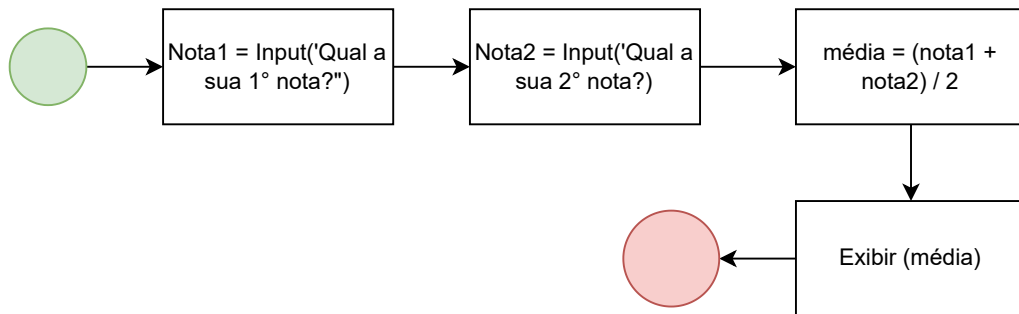 Nota1 = Input('Qual a
sua 1° nota?")
Nota2 = Input('Qual a
sua 2° nota?)
média = (nota1 +
nota2) / 2
Exibir (média)